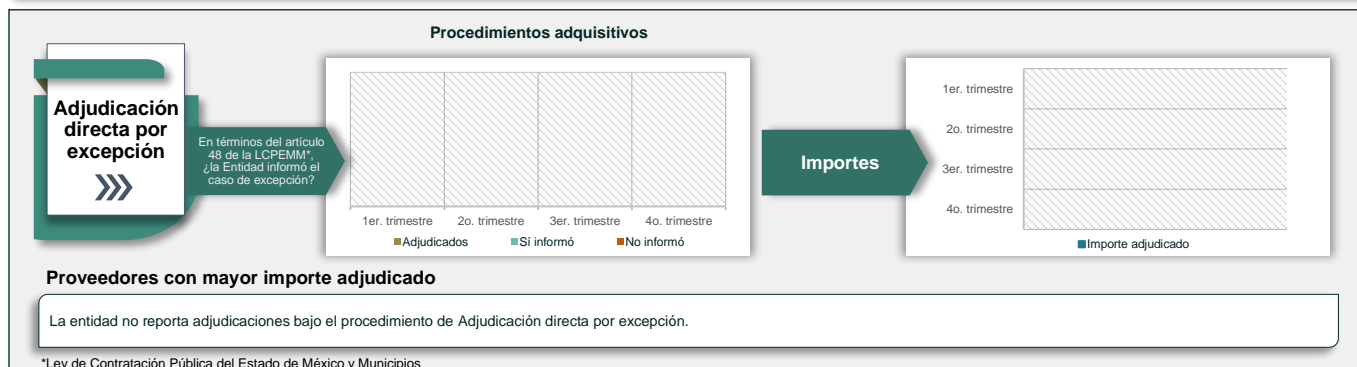 Procedimientos adquisitivos
Adjudicación
directa por
excepción
En términos del artículo
48 de la LCPEMM*,
¿la Entidad informó el
caso de excepción?
1er. trimestre
2o. trimestre
3er. trimestre
4o. trimestre
Adjudicados
Sí informó
No informó
Importes
1er. trimestre
2o. trimestre
3er. trimestre
4o. trimestre
Importe adjudicado
Proveedores con mayor importe adjudicado
La entidad no reporta adjudicaciones bajo el procedimiento de Adjudicación directa por excepción.
*Ley de Contratación Pública del Estado de México y Municipios